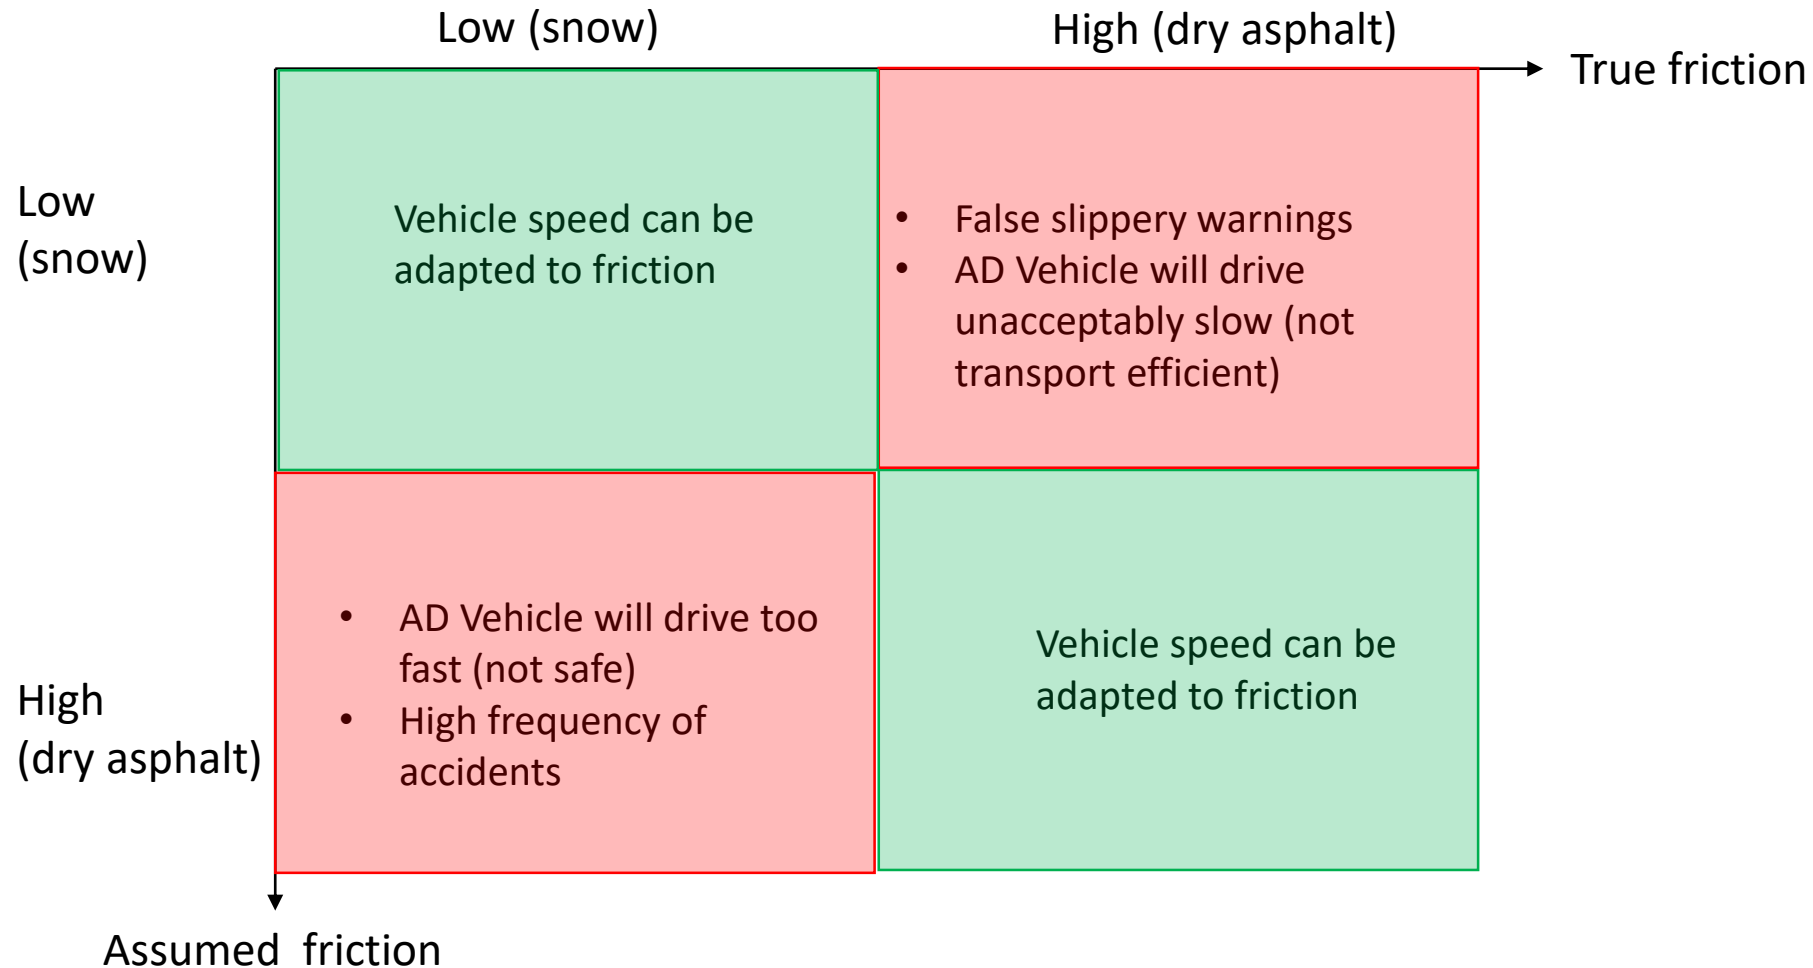 Low (snow)
High (dry asphalt)
True friction
Low
(snow)
Vehicle speed can be
adapted to friction
• False slippery warnings
• AD Vehicle will drive
unacceptably slow (not
transport efficient)
High
(dry asphalt)
• AD Vehicle will drive too
fast (not safe)
• High frequency of
accidents
Vehicle speed can be
adapted to friction
Assumed friction